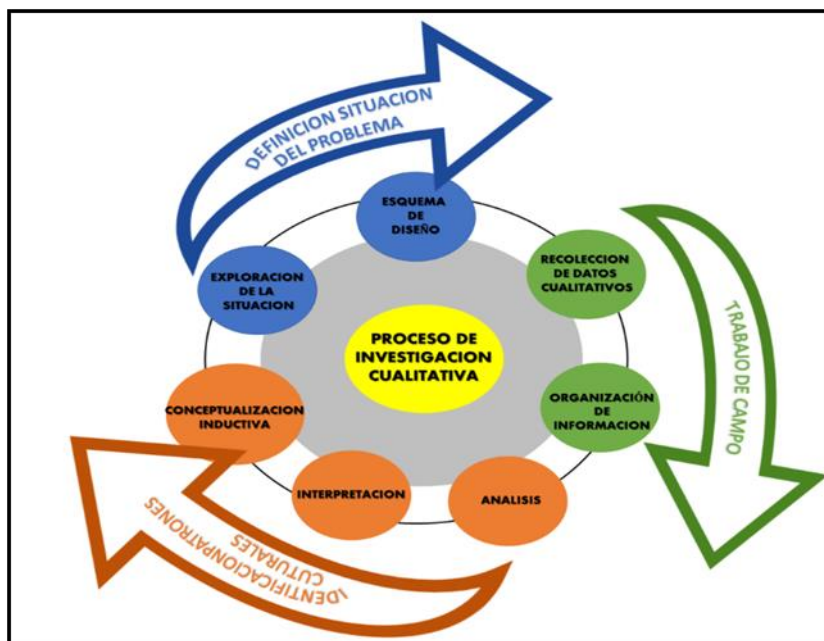 DEFINICION SITUACION
DEL PROBLEMA
ESQUEMA
DE
DISEÑO
EXPLORACION
DE LA
SITUACION
RECOLECCION
DE DATOS
CUALITATIVOS
TRABAJO DE CAMPO
PROCESO DE
INVESTIGACION
CUALITATIVA
ORGANIZACIÓN
DE
INFORMACION
CONCEPTUALIZACION
INDUCTIVA
INTERPRETACION
ANALISIS
IDENTIFICACIONPATRONES
CUTURALES